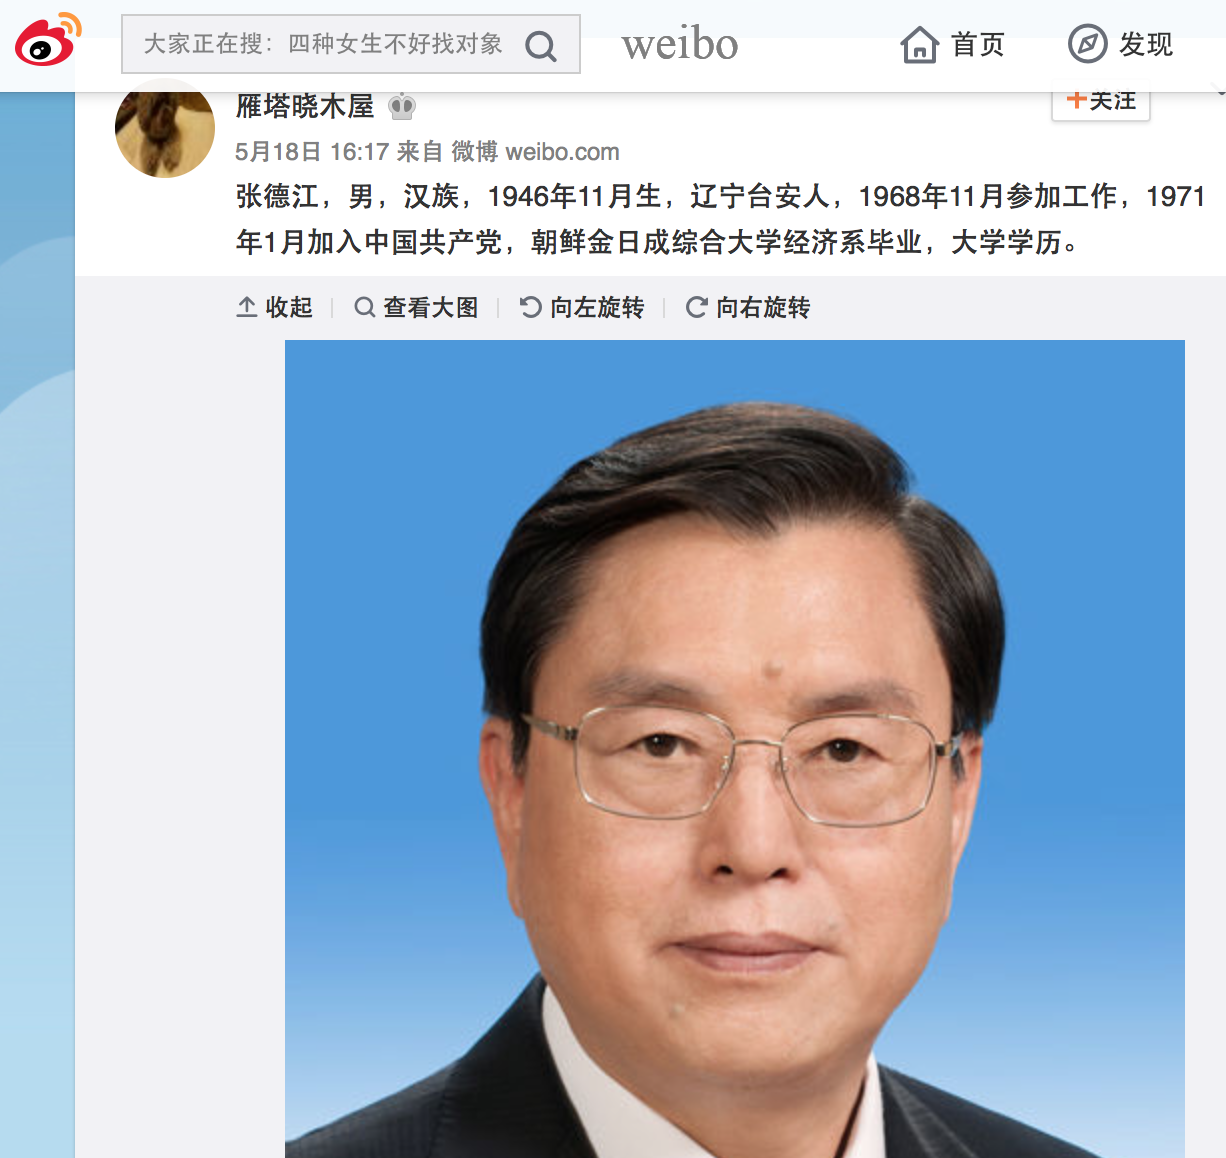 大家正在搜：四种女生不好找对象
weibo
首页
发现
雁塔晓木屋
+关注
5月18日 16:17 来自 微博 weibo.com
张德江，男，汉族，1946年11月生，辽宁台安人，1968年11月参加工作，1971
年1月加入中国共产党，朝鲜金日成综合大学经济系毕业，大学学历。
收起
查看大图
向左旋转
向右旋转